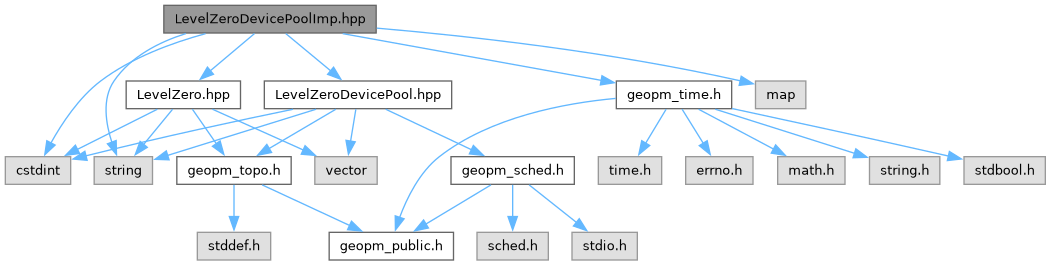 LevelZeroDevicePoolImp.hpp
LevelZero.hpp
LevelZeroDevicePool.hpp
geopm_time.h
map
cstdint
string
geopm_topo.h
vector
geopm_sched.h
time.h
errno.h
math.h
string.h
stdbool.h
stddef.h
geopm_public.h
sched.h
stdio.h